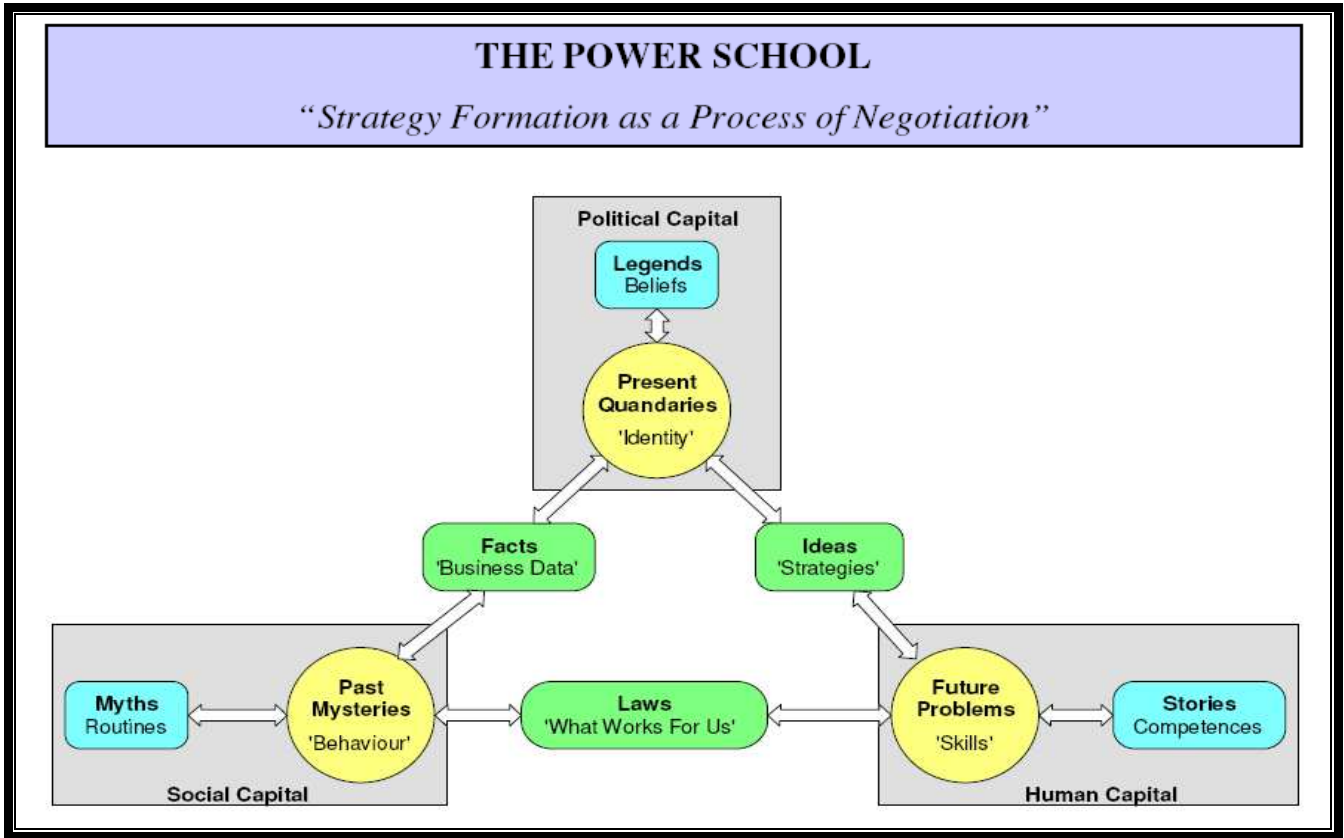 THE POWER SCHOOL
“Strategy Formation as a Process of Negotiation”
Political Capital
Legends
Beliefs
Present
Quandaries
'Identity'
Facts
'Business Data'
Ideas
'Strategies'
Myths
Routines
Past
Mysteries
'Behaviour'
Laws
'What Works For Us'
Future
Problems
'Skills'
Stories
Competences
Social Capital
Human Capital